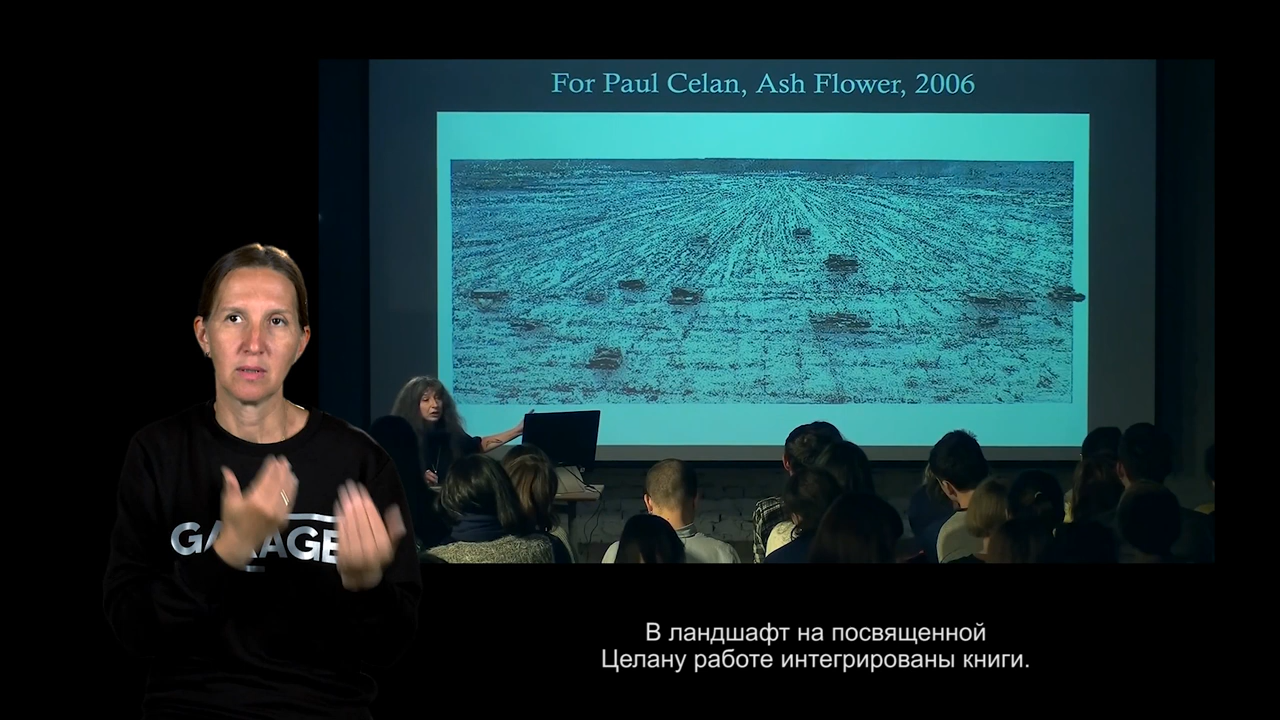 For Paul Celan, Ash Flower, 2006
GARAGE
В ландшафт на посвященной
Целану работе интегрированы книги.